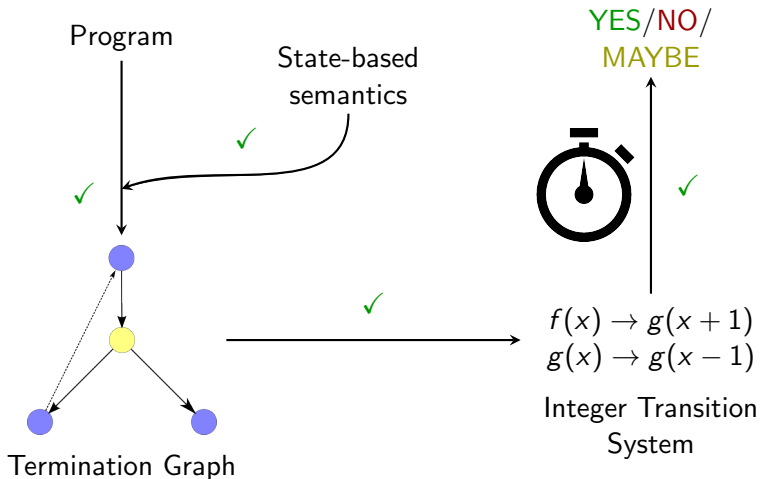 Program
State-based
semantics
✓
✓
YES/NO/
MAYBE
✓
✓
f(x) → g(x + 1)
g(x) → g(x − 1)
Integer Transition
System
Termination Graph